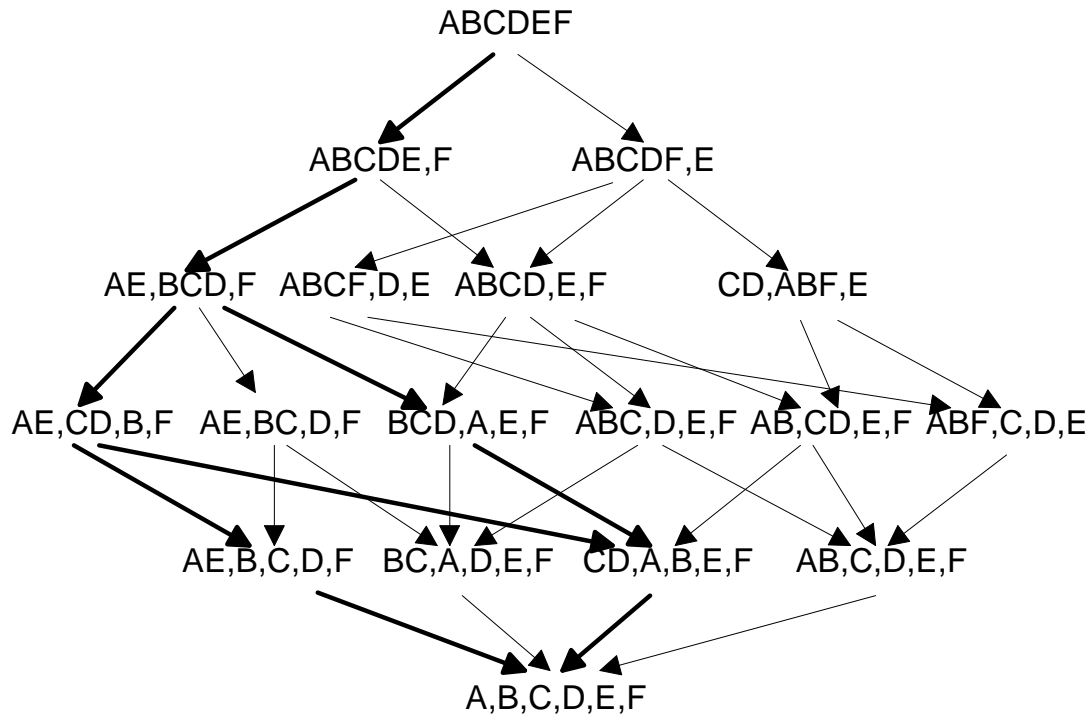 ABCDEF
ABCDE,F ABCDF,E
AE,BCD,F ABCF,D,E ABCD,E,F CD,ABF,E
AE,CD,B,F AE,BC,D,F BCD,A,E,F ABC,D,E,F AB,CD,E,F ABF,C,D,E
AE,B,C,D,F BC,A,D,E,F CD,A,B,E,F AB,C,D,E,F
A,B,C,D,E,F